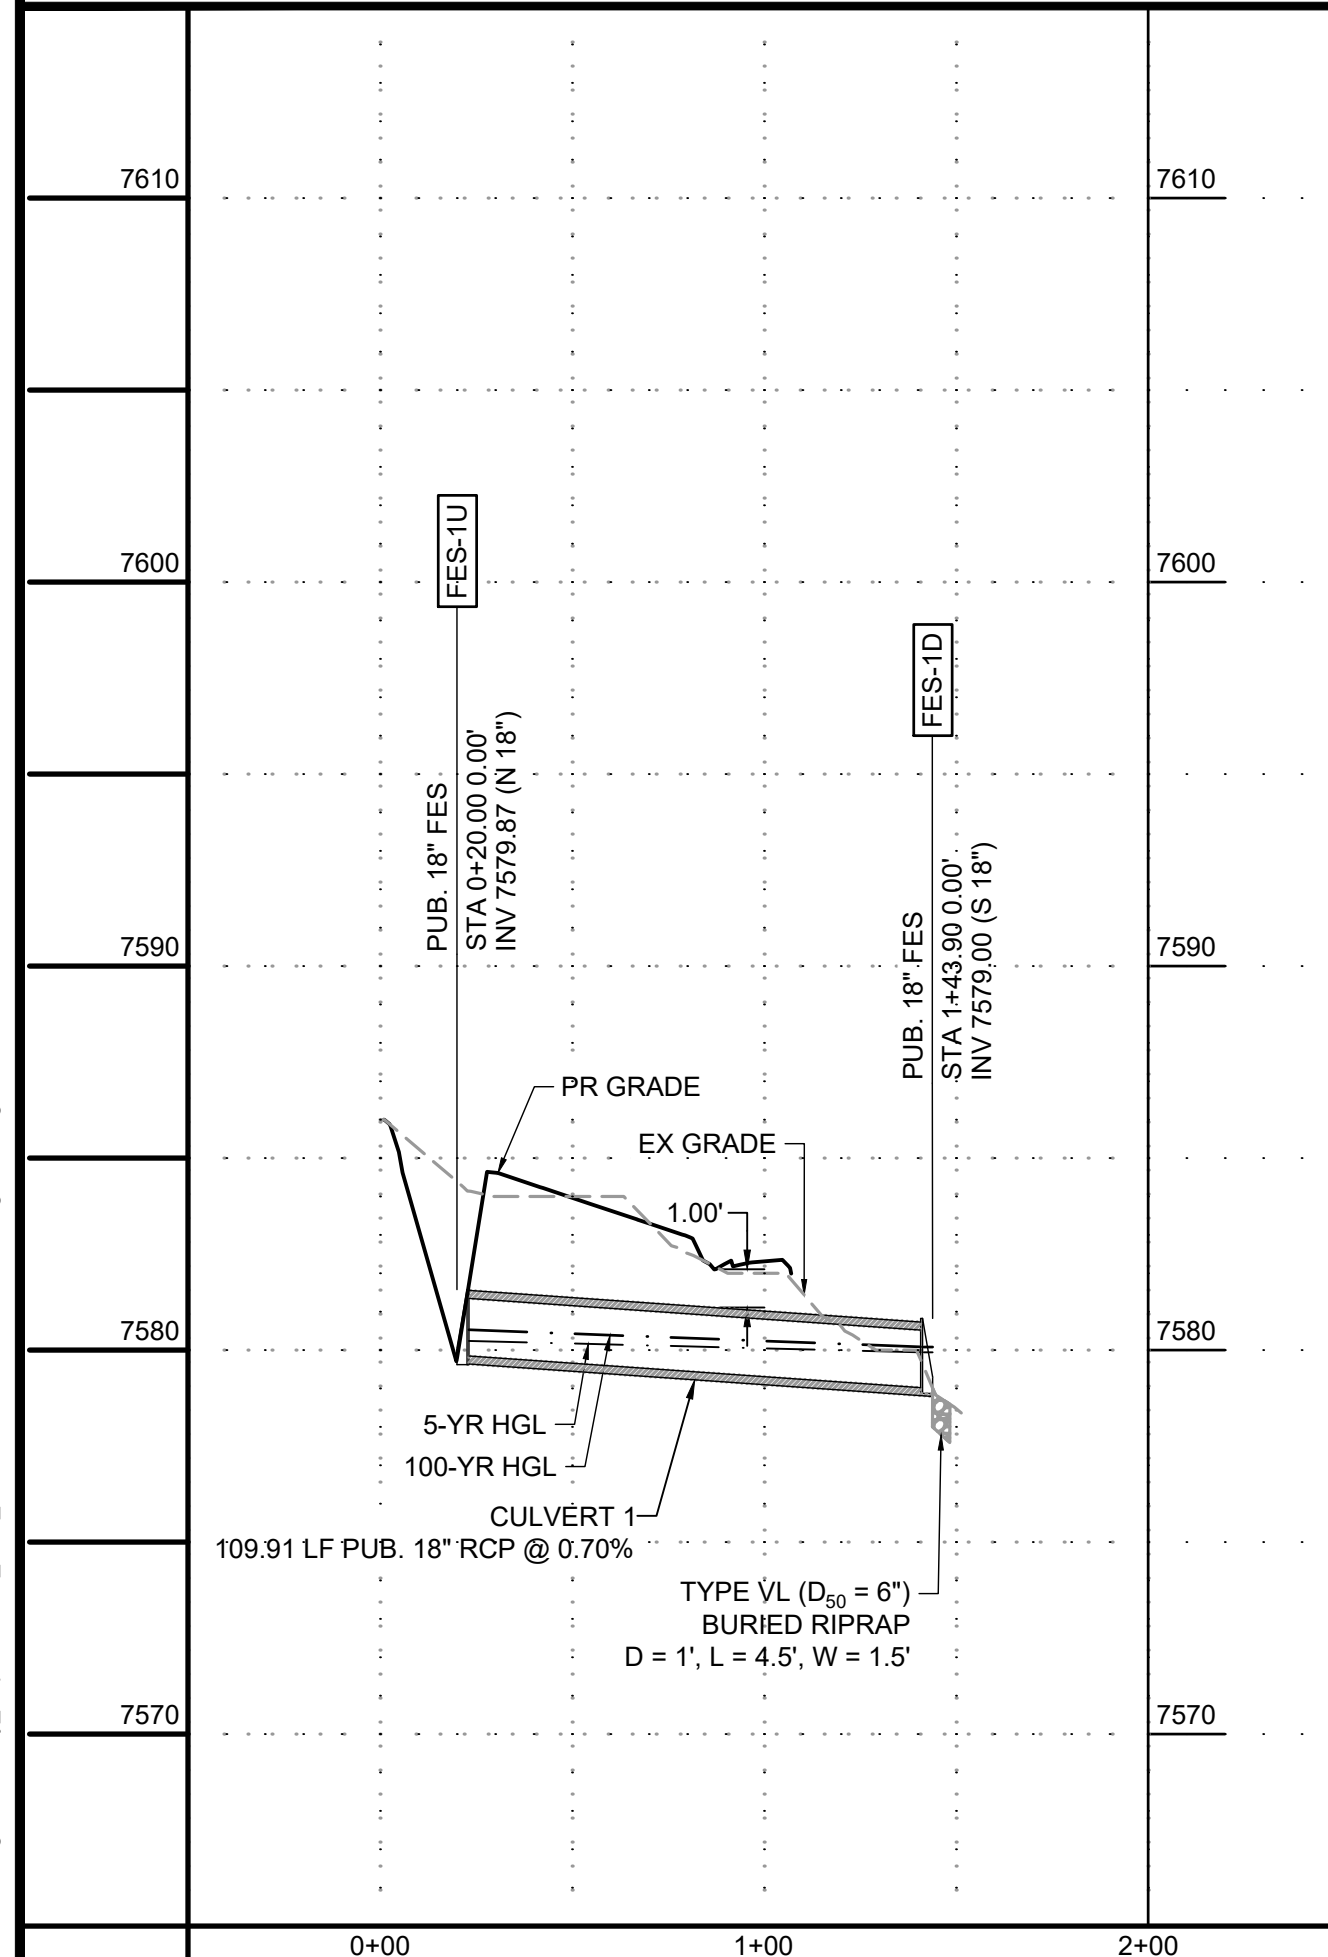 7610
7610
FES-1U
7600
7600
FES-1D
PUB. 18" FES
STA 0+20.00 0.00'
INV 7579.87 (N 18")
PUB. 18" FES
STA 1+43.90 0.00'
INV 7579.00 (S 18")
7590
7590
PR GRADE
EX GRADE
1.00'
7580
7580
5-YR HGL
100-YR HGL
CULVERT 1
109.91 LF PUB. 18" RCP @ 0.70%
TYPE VL (D50 = 6")
BURIED RIPRAP
D = 1', L = 4.5', W = 1.5'
7570
7570
0+00
1+00
2+00